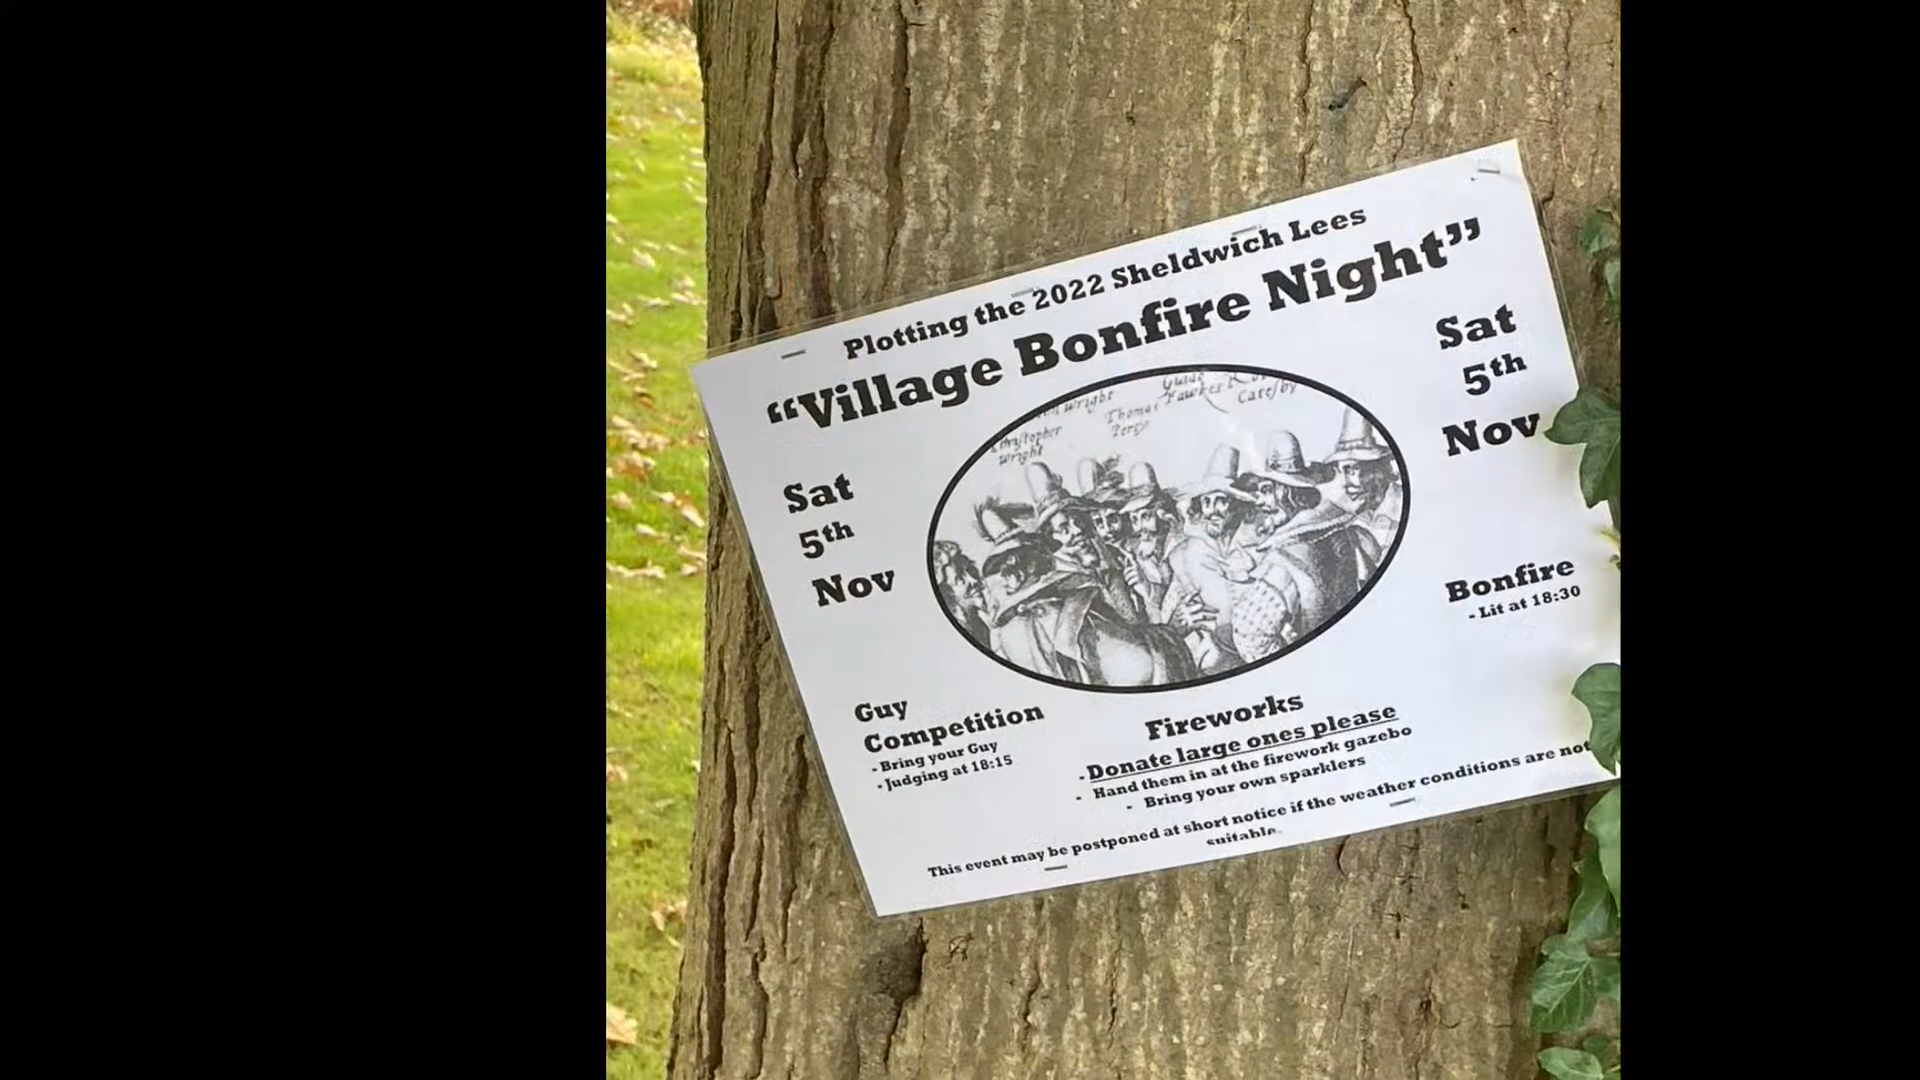 Plotting the 2022 Sheldwich Lees
“Village Bonfire Night”
Sat
5th
Nov
Sat
5th
Nov
Wright
Christopher
Wright
Thomas
Percy
Guido
Fawkes
Catesby
Bonfire
- Lit at 18:30
Guy
Competition
- Bring your Guy
- Judging at 18:15
Fireworks
- Donate large ones please
- Hand them in at the firework gazebo
- Bring your own sparklers
This event may be postponed at short notice if the weather conditions are not
suitable.